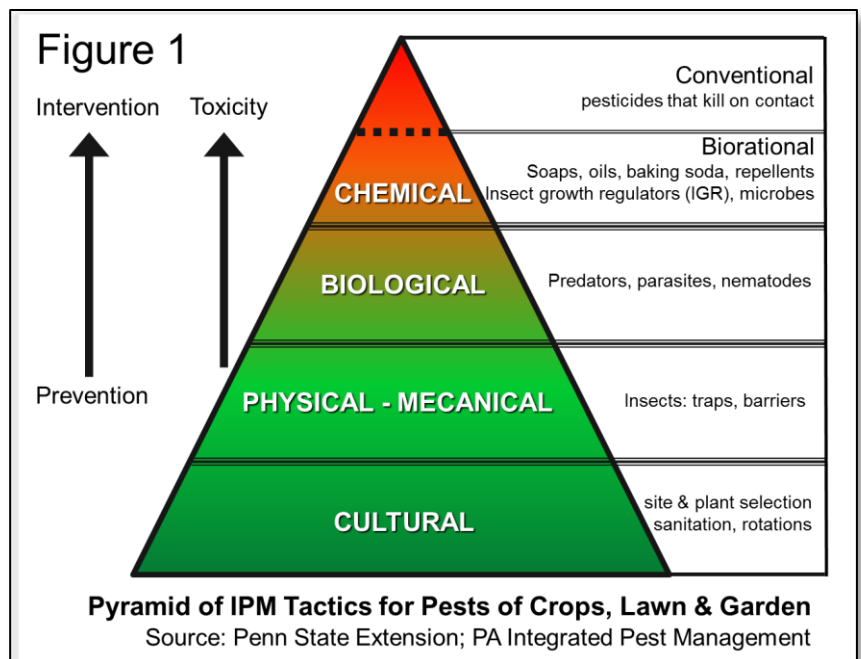 Figure 1
Intervention
Toxicity
Prevention
Conventional
pesticides that kill on contact
Biorational
Soaps, oils, baking soda, repellents
Insect growth regulators (IGR), microbes
CHEMICAL
BIOLOGICAL
Predators, parasites, nematodes
PHYSICAL - MECANICAL
Insects: traps, barriers
CULTURAL
site & plant selection
sanitation, rotations
Pyramid of IPM Tactics for Pests of Crops, Lawn & Garden
Source: Penn State Extension; PA Integrated Pest Management